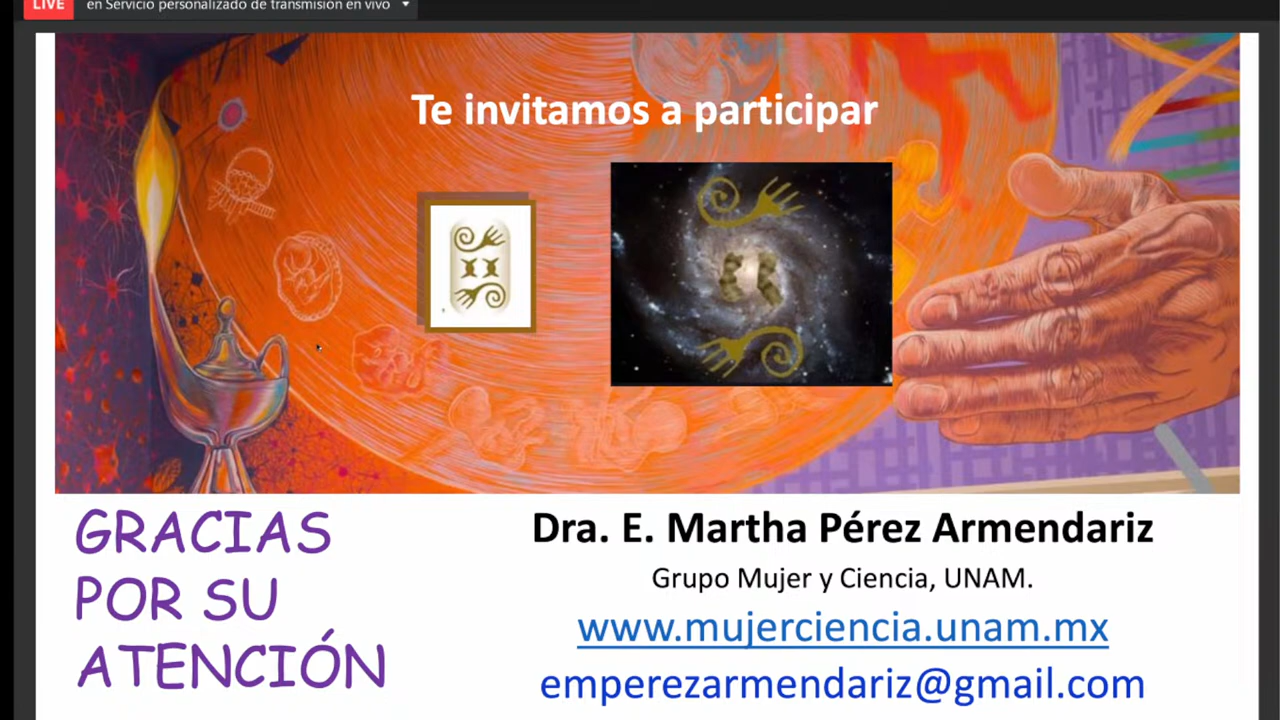 LIVE en Servicio personalizado de transmisión en vivo
Te invitamos a participar
GRACIAS
POR SU
ATENCIÓN
Dra. E. Martha Pérez Armendariz
Grupo Mujer y Ciencia, UNAM.
www.mujerciencia.unam.mx
emperezarmendariz@gmail.com